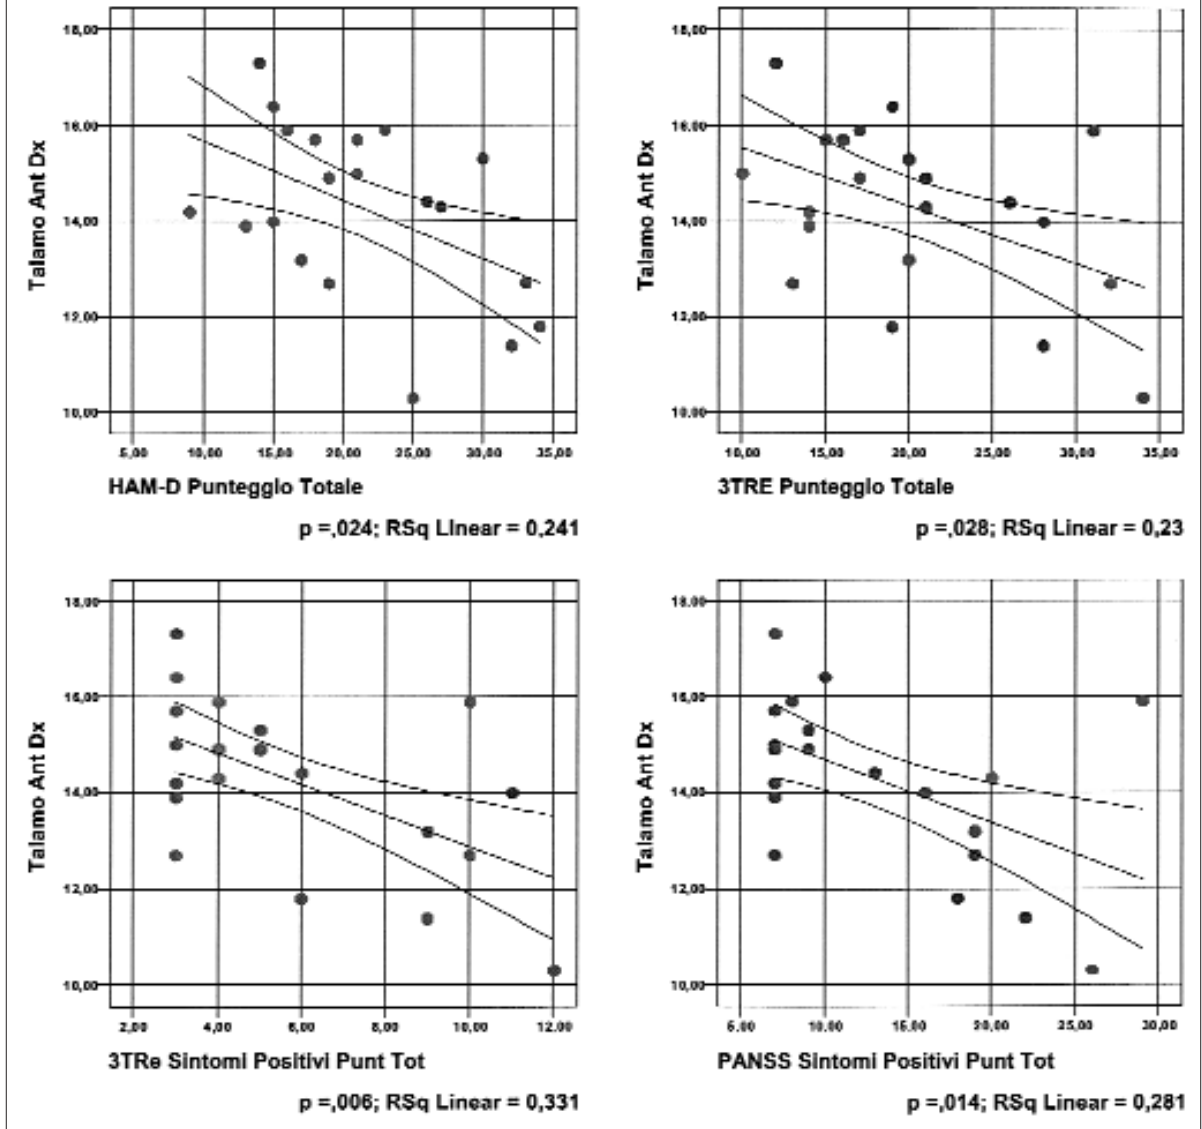 18,00
16,00
14,00
12,00
10,00
Talamo Ant Dx
5,00 10,00 15,00 20,00 25,00 30,00 35,00
HAM-D Punteggio Totale
p =,024; RSq Linear = 0,241
18,00
16,00
14,00
12,00
10,00
Talamo Ant Dx
10,00 15,00 20,00 25,00 30,00 35,00
3TRE Punteggio Totale
p =,028; RSq Linear = 0,23
18,00
16,00
14,00
12,00
10,00
Talamo Ant Dx
2,00 4,00 6,00 8,00 10,00 12,00
3TRe Sintomi Positivi Punt Tot
p =,006; RSq Linear = 0,331
18,00
16,00
14,00
12,00
10,00
Talamo Ant Dx
5,00 10,00 15,00 20,00 25,00 30,00
PANSS Sintomi Positivi Punt Tot
p =,014; RSq Linear = 0,281